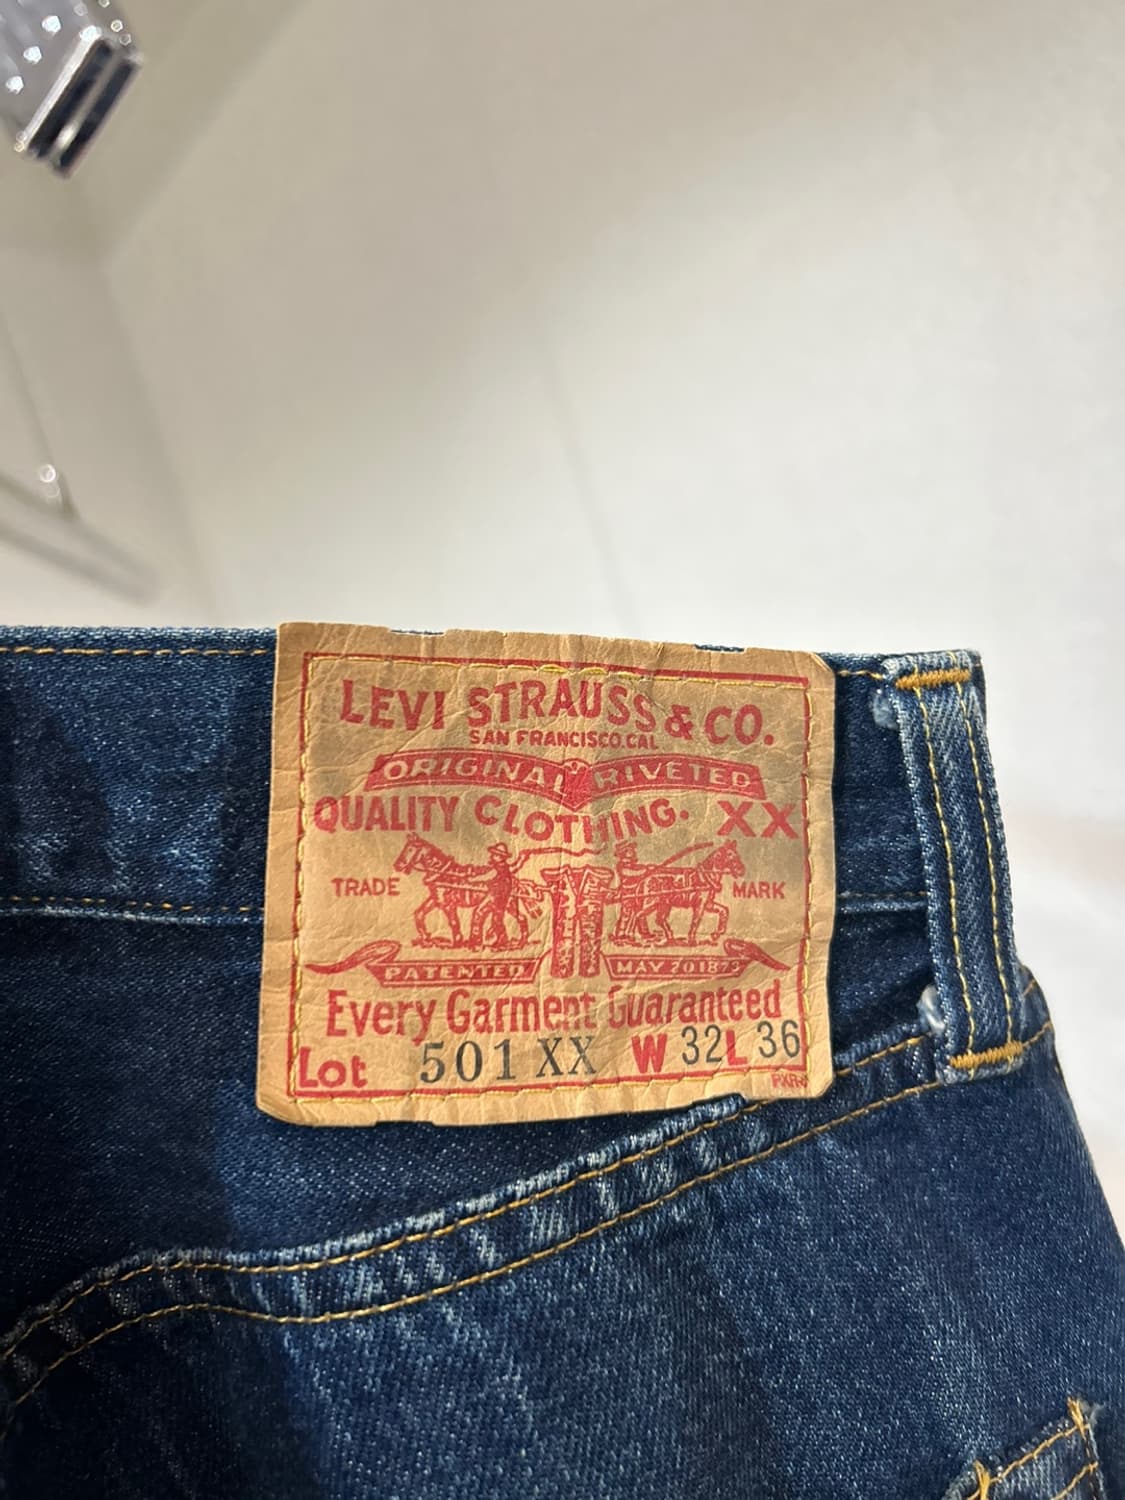 LEVI STRAUSS & CO.
SAN FRANCISCO.CAL
ORIGINAL RIVETED
QUALITY CLOTHING. XX
TRADE MARK
PATENTED MAY 20 1873
Every Garment Guaranteed
Lot 501 XX W 32 L 36